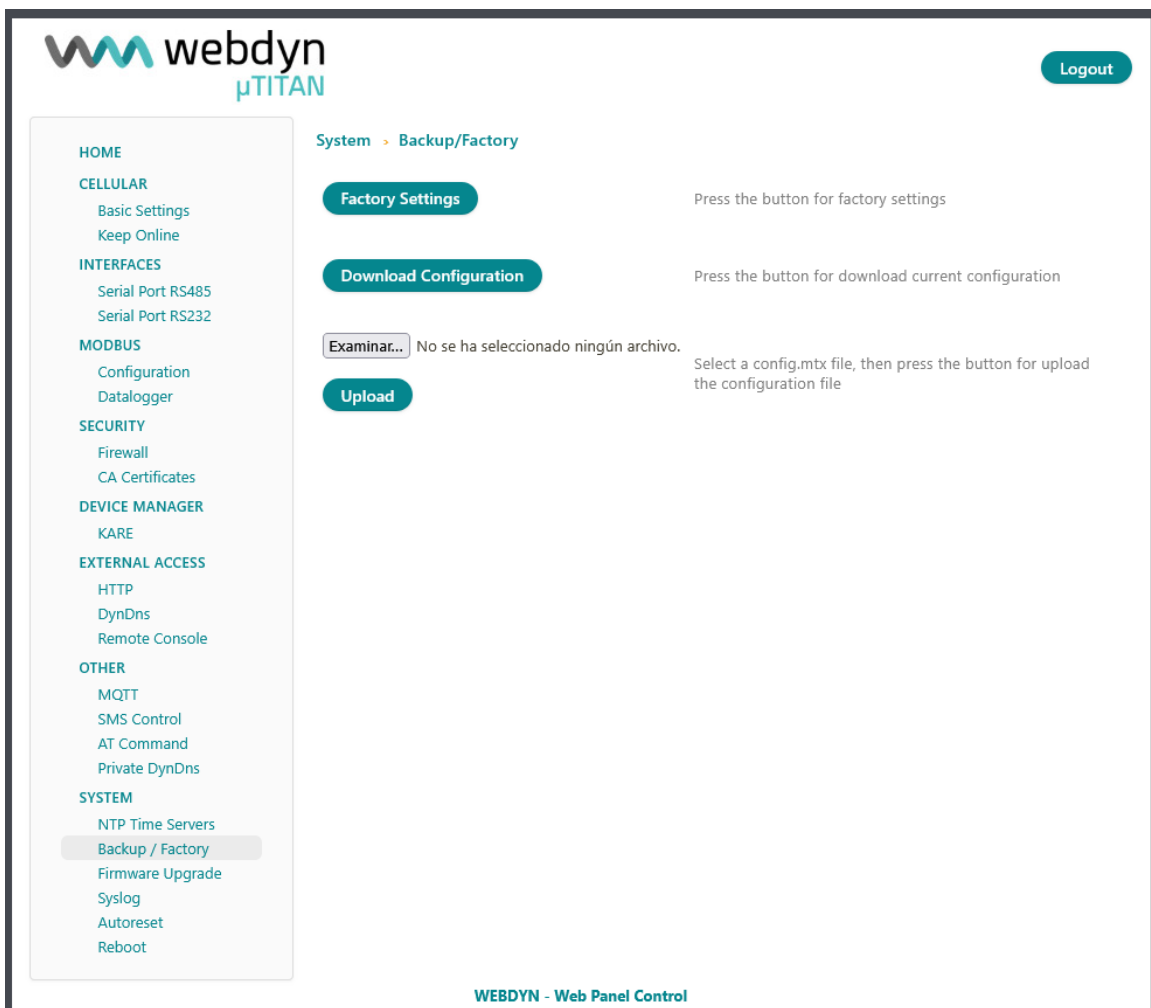 webdyn
µTITAN
Logout
HOME
CELLULAR
Basic Settings
Keep Online
INTERFACES
Serial Port RS485
Serial Port RS232
MODBUS
Configuration
Datalogger
SECURITY
Firewall
CA Certificates
DEVICE MANAGER
KARE
EXTERNAL ACCESS
HTTP
DynDns
Remote Console
OTHER
MQTT
SMS Control
AT Command
Private DynDns
SYSTEM
NTP Time Servers
Backup / Factory
Firmware Upgrade
Syslog
Autoreset
Reboot
System › Backup/Factory
Factory Settings
Press the button for factory settings
Download Configuration
Press the button for download current configuration
Examinar... No se ha seleccionado ningún archivo.
Upload
Select a config.mtx file, then press the button for upload
the configuration file
WEBDYN - Web Panel Control